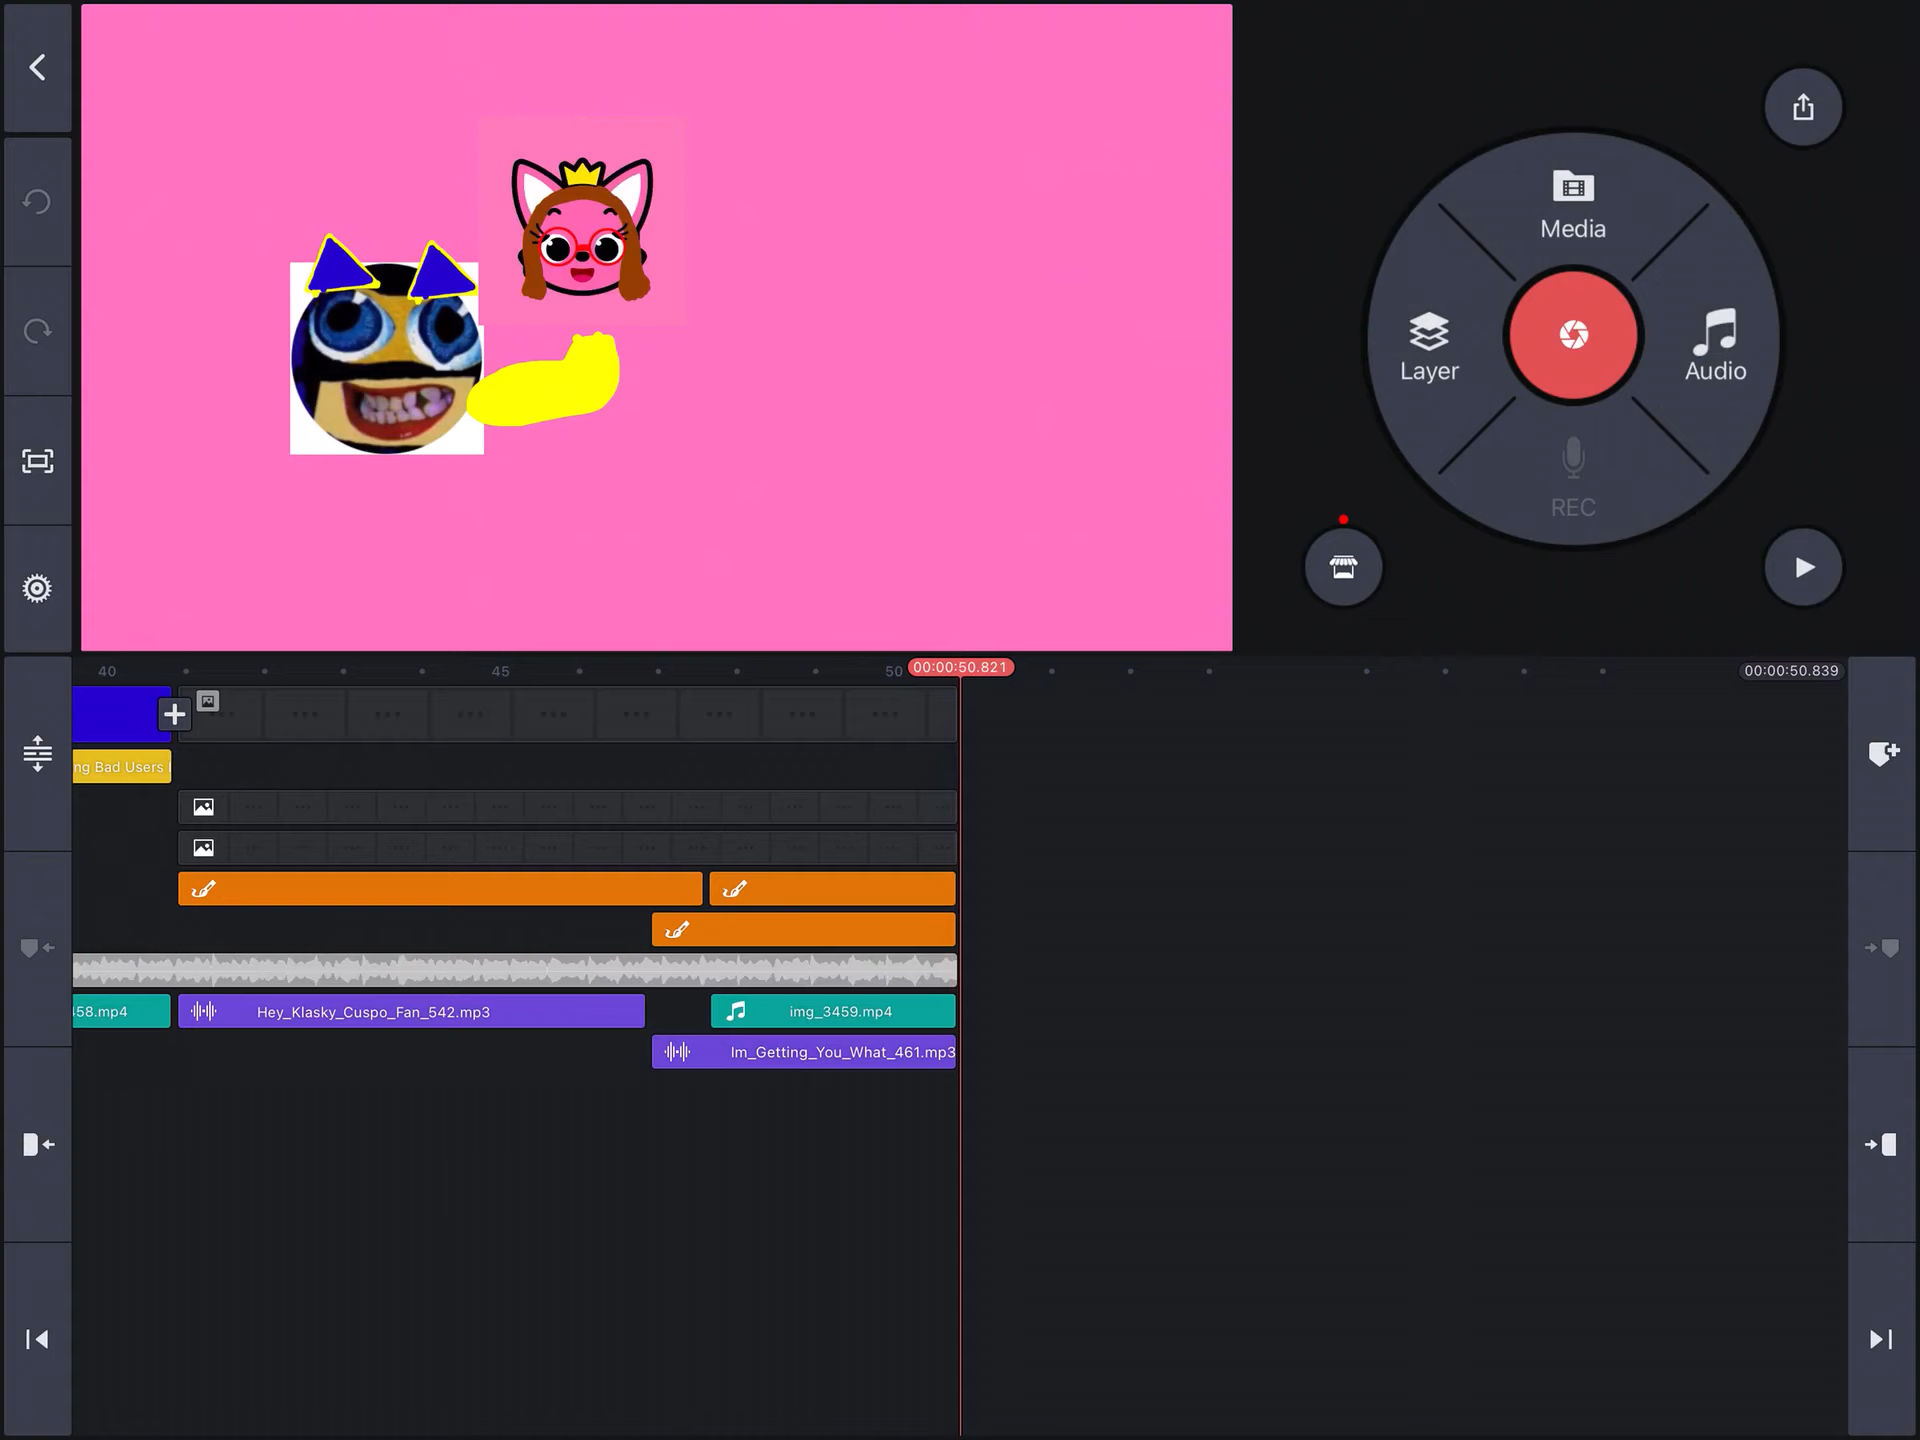 Media
Layer
Audio
REC
40
45
50
00:00:50.821
00:00:50.839
ng Bad Users
58.mp4
Hey_Klasky_Cuspo_Fan_542.mp3
img_3459.mp4
Im_Getting_You_What_461.mp3